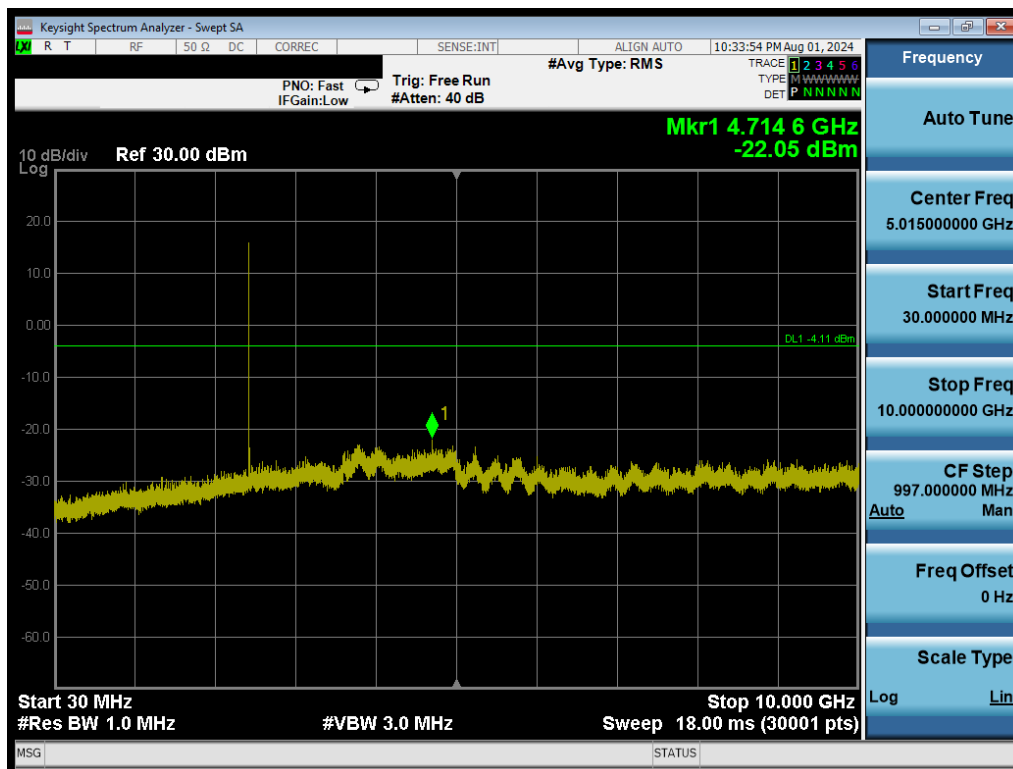 Keysight Spectrum Analyzer - Swept SA
LXI R T RF 50 Ω DC CORREC SENSE:INT ALIGN AUTO 10:33:54 PM Aug 01, 2024
Frequency
PNO: Fast
IFGain:Low
Trig: Free Run
#Atten: 40 dB
#Avg Type: RMS
TRACE 1 2 3 4 5 6
TYPE M WWWWW
DET P N N N N N
Mkr1 4.714 6 GHz
-22.05 dBm
10 dB/div Ref 30.00 dBm
Log
20.0
10.0
0.00
DL1 -4.11 dBm
-10.0
1
-20.0
-30.0
-40.0
-50.0
-60.0
Start 30 MHz Stop 10.000 GHz
#Res BW 1.0 MHz #VBW 3.0 MHz Sweep 18.00 ms (30001 pts)
MSG STATUS
Auto Tune
Center Freq
5.015000000 GHz
Start Freq
30.000000 MHz
Stop Freq
10.000000000 GHz
CF Step
997.000000 MHz
Auto Man
Freq Offset
0 Hz
Scale Type
Log Lin